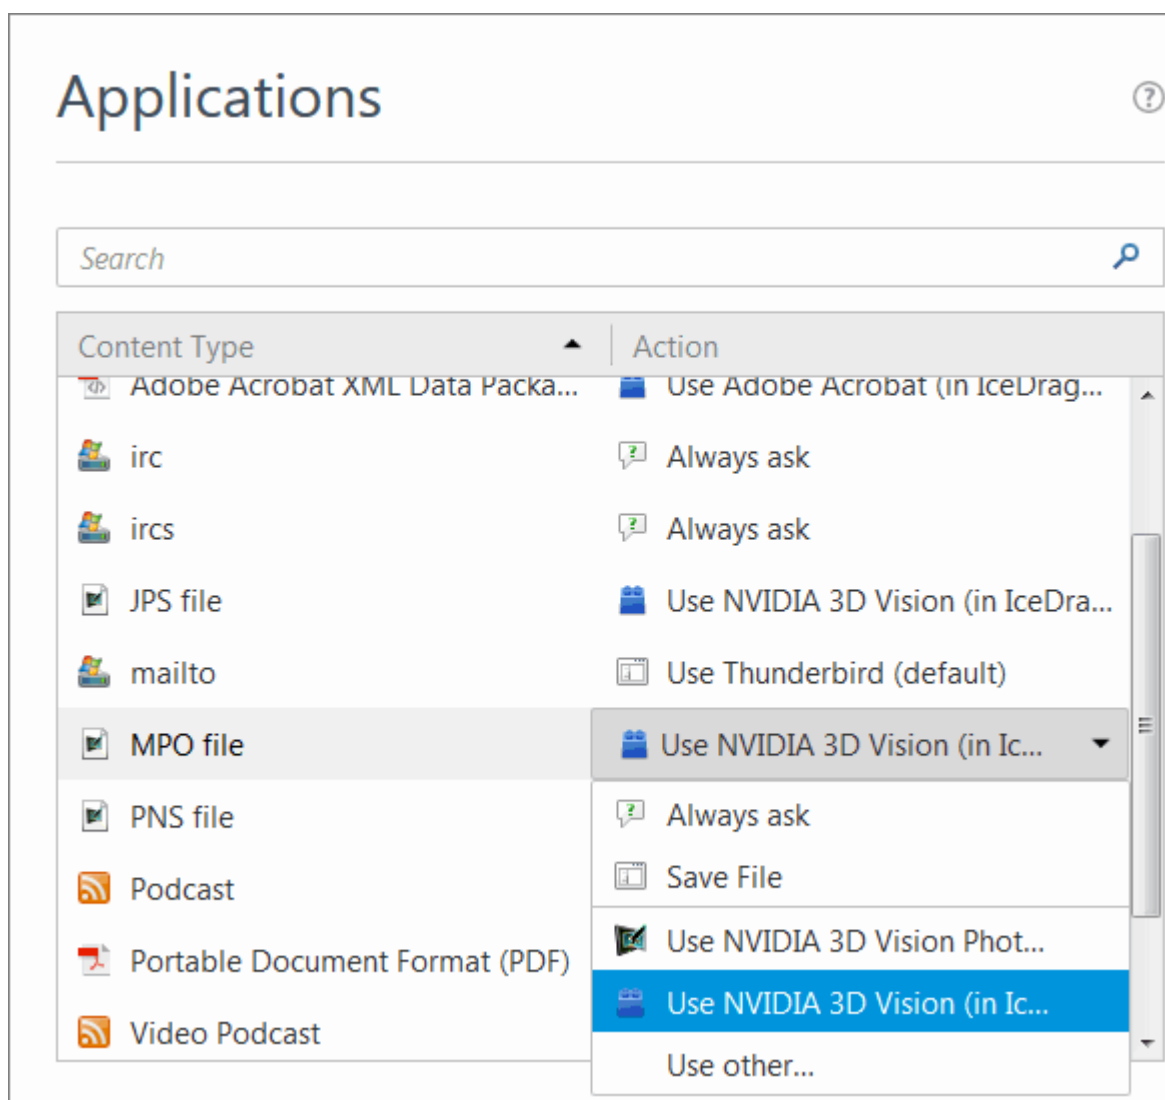 Applications
?
Search
Content Type Action
Adobe Acrobat XML Data Packa... Use Adobe Acrobat (in IceDrag...
irc Always ask
ircs Always ask
JPS file Use NVIDIA 3D Vision (in IceDra...
mailto Use Thunderbird (default)
MPO file Use NVIDIA 3D Vision (in Ic...
PNS file Always ask
Save File
Podcast
Use NVIDIA 3D Vision Phot...
Portable Document Format (PDF)
Use NVIDIA 3D Vision (in Ic...
Video Podcast
Use other...